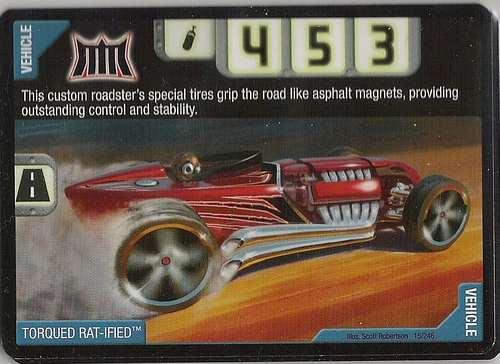 VEHICLE
4 5 3
This custom roadster's special tires grip the road like asphalt magnets, providing
outstanding control and stability.
TORQUED RAT-IFIED™
Illus. Scott Robertson 15/246
VEHICLE